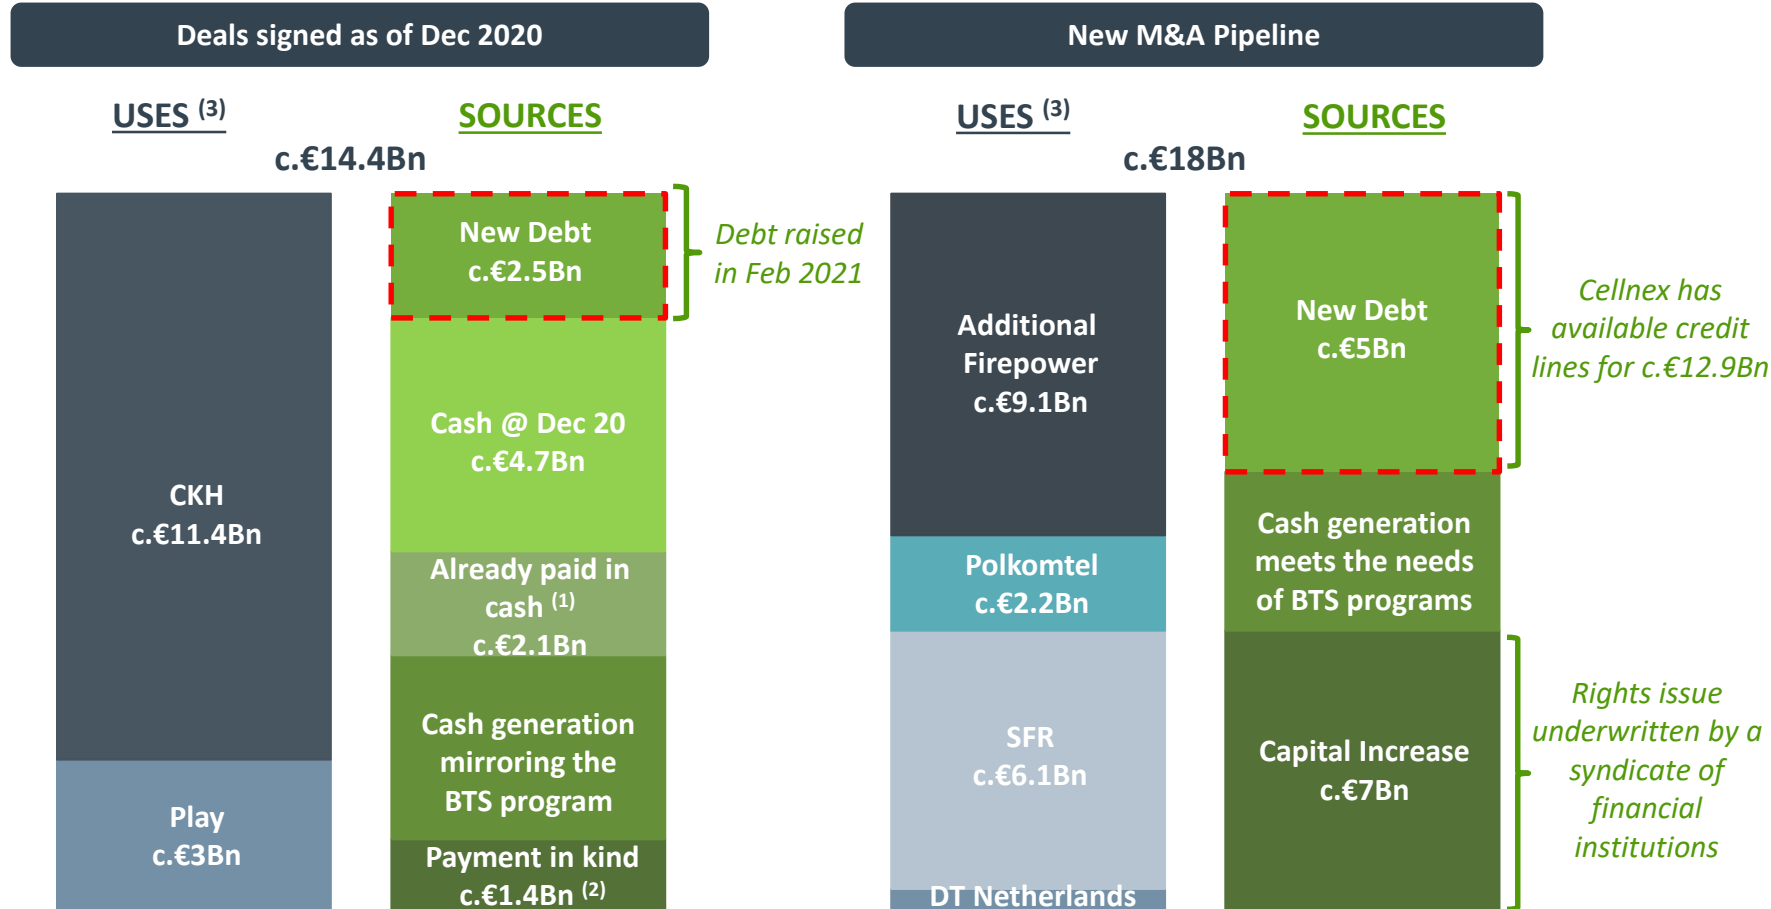 Deals signed as of Dec 2020
USES (3)
SOURCES
c.€14.4Bn
CKH
c.€11.4Bn
Play
c.€3Bn
New Debt
c.€2.5Bn
Cash @ Dec 20
c.€4.7Bn
Already paid in
cash (1)
c.€2.1Bn
Cash generation
mirroring the
BTS program
Payment in kind
c.€1.4Bn (2)
Debt raised
in Feb 2021
New M&A Pipeline
USES (3)
SOURCES
c.€18Bn
Additional
Firepower
c.€9.1Bn
Polkomtel
c.€2.2Bn
SFR
c.€6.1Bn
DT Netherlands
New Debt
c.€5Bn
Cash generation
meets the needs
of BTS programs
Capital Increase
c.€7Bn
Cellnex has
available credit
lines for c.€12.9Bn
Rights issue
underwritten by a
syndicate of
financial
institutions